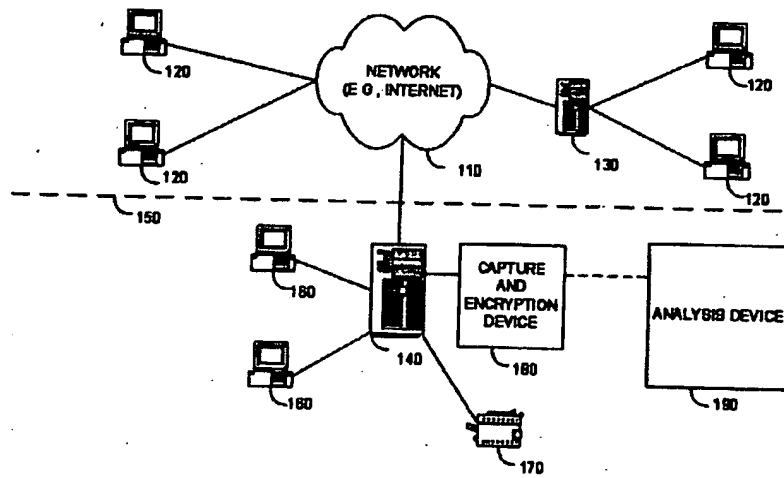 120
NETWORK
(E G, INTERNET)
120
120
110
130
120
150
160
140
CAPTURE
AND
ENCRYPTION
DEVICE
180
ANALYSIS DEVICE
190
160
170